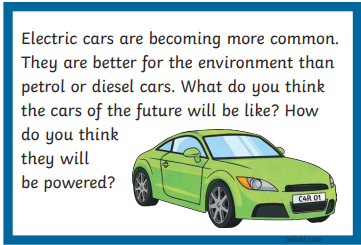 Electric cars are becoming more common.
They are better for the environment than
petrol or diesel cars. What do you think
the cars of the future will be like? How
do you think
they will
be powered?
C4R 01
twinkl.com